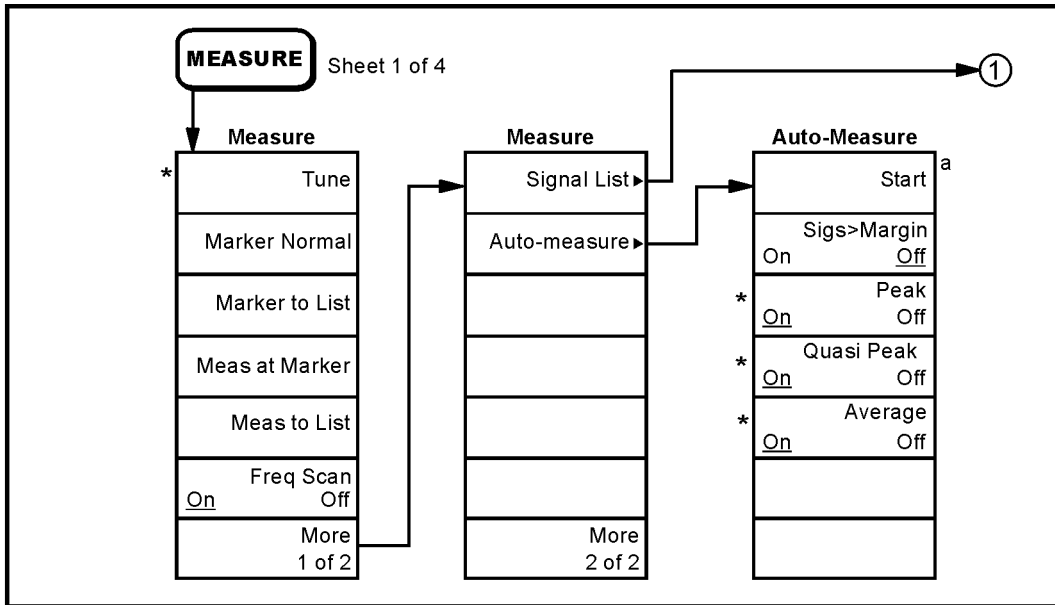 MEASURE
Sheet 1 of 4
1
Measure
* Tune
Marker Normal
Marker to List
Meas at Marker
Meas to List
Freq Scan
On Off
More
1 of 2
Measure
Signal List
Auto-measure
More
2 of 2
Auto-Measure
Start a
Sigs>Margin
On Off
* Peak
On Off
* Quasi Peak
On Off
* Average
On Off